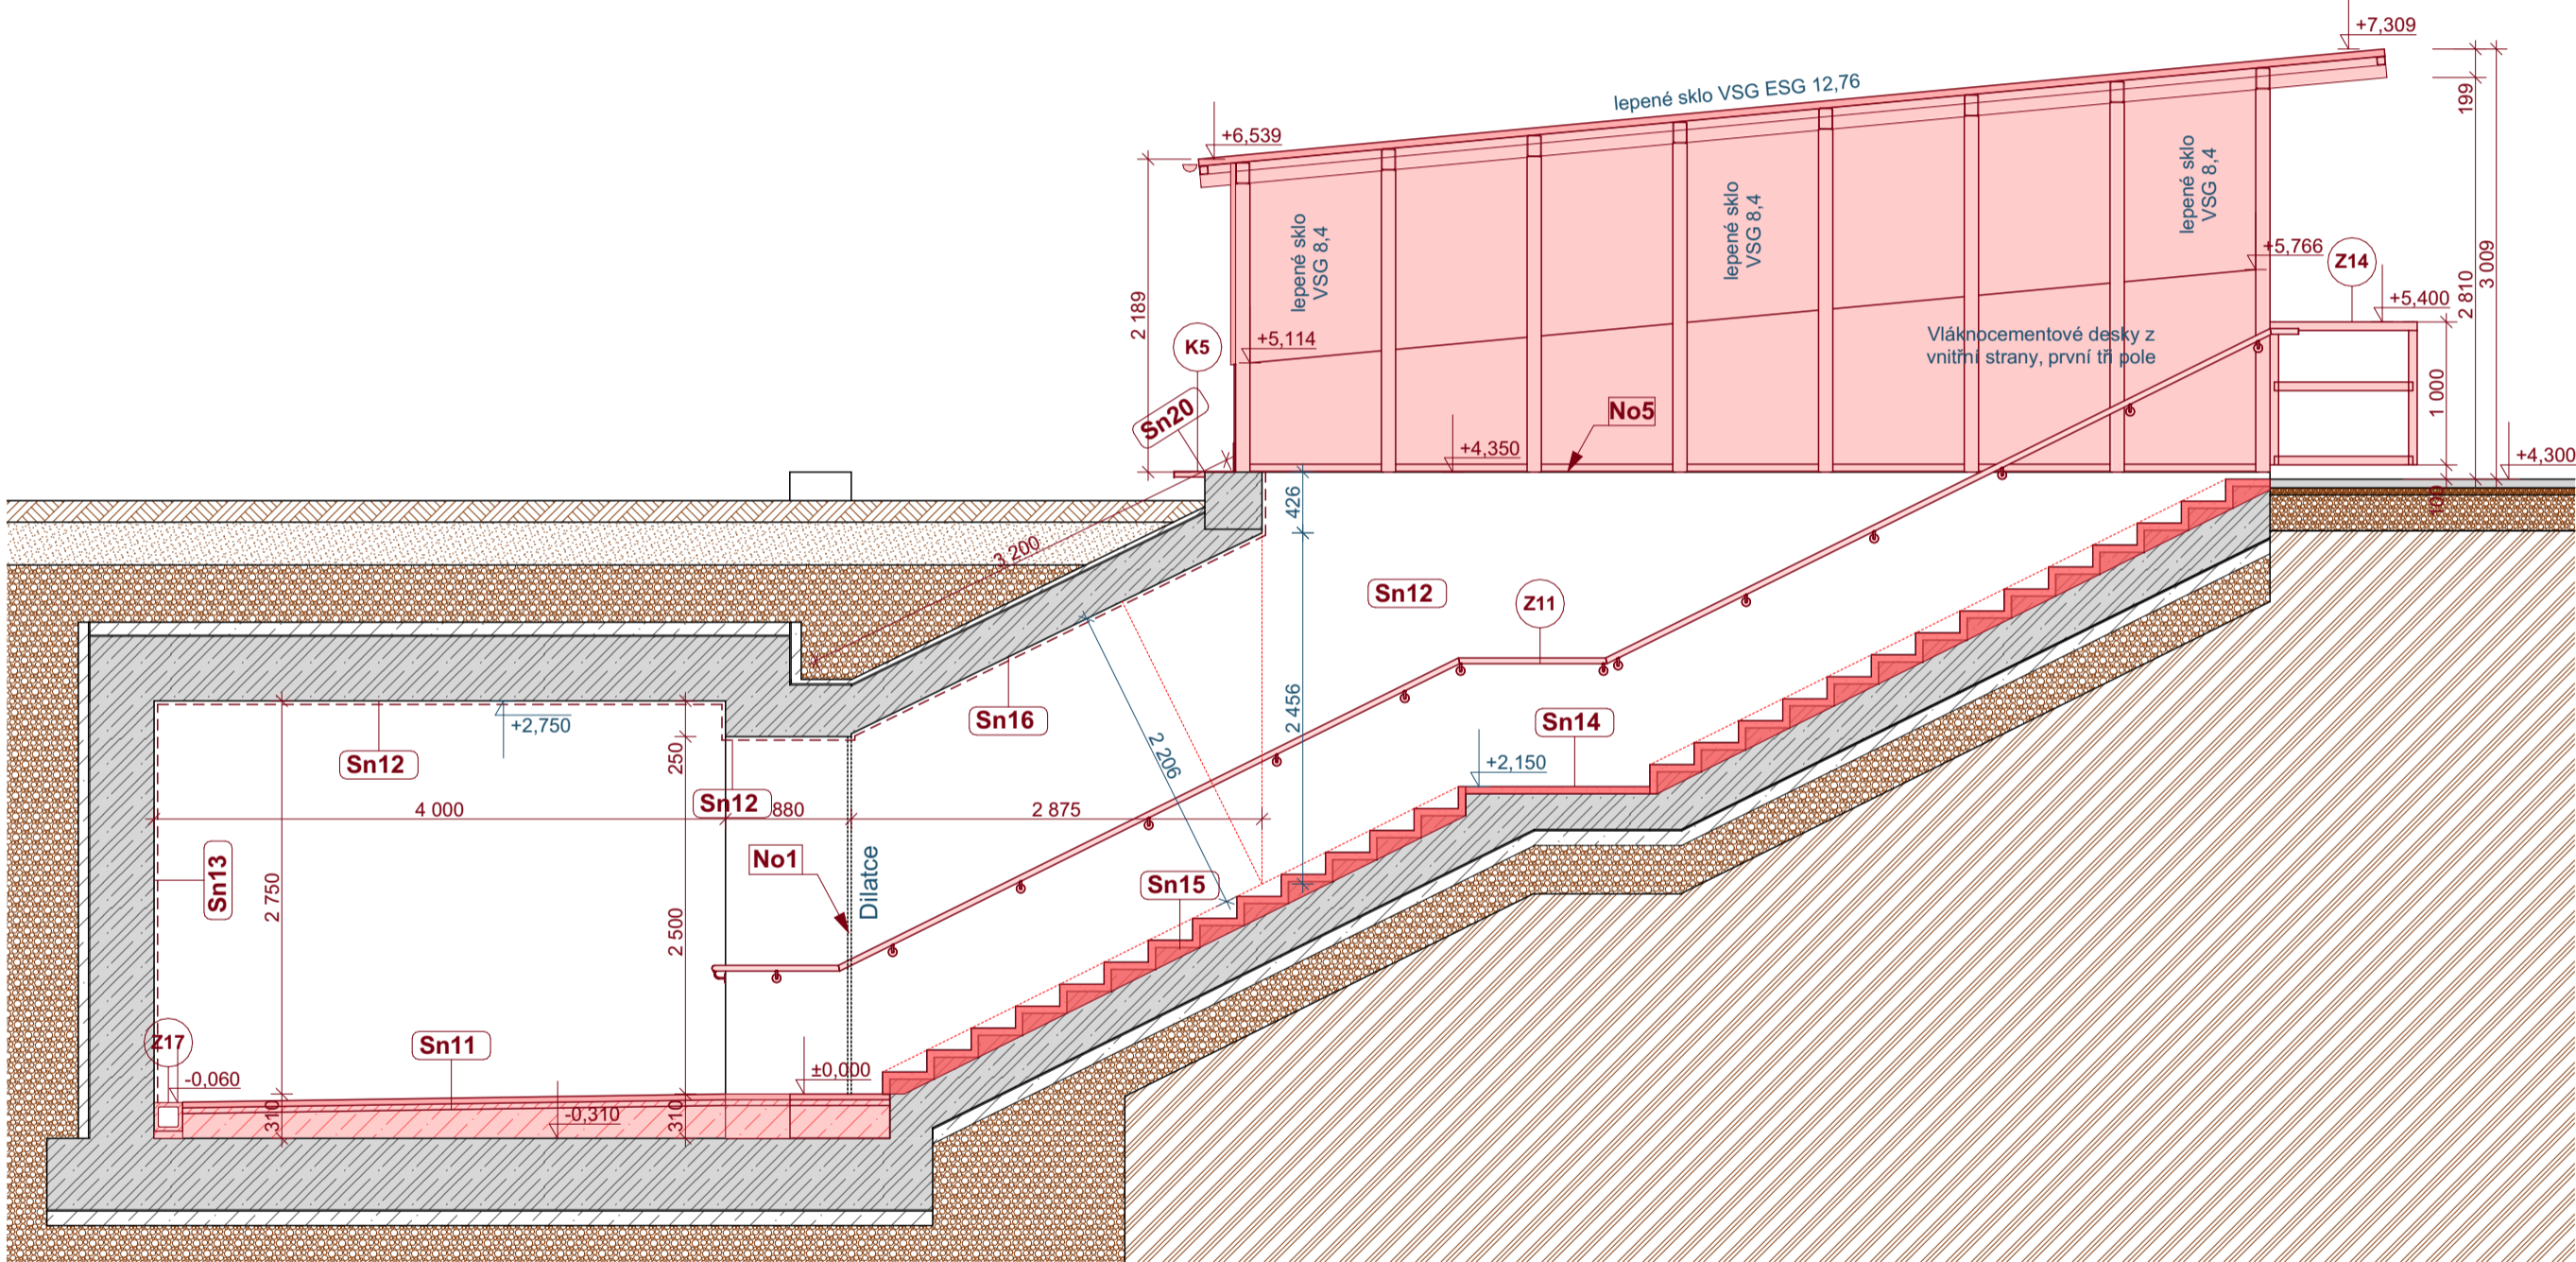 +7,309
lepené sklo VSG ESG 12,76
199
+6,539
lepené sklo
VSG 8,4
lepené sklo
VSG 8,4
lepené sklo
VSG 8,4
+5,766
Z14
3 009
2 810
2 189
+5,400
K5
+5,114
Vláknocementové desky z
vnitřní strany, první tři pole
1 000
Sn20
No5
+4,350
+4,300
426
100
3 200
Sn12
Z11
Sn16
2 456
Sn14
+2,750
2 206
Sn12
250
+2,150
Sn12
4 000
880
2 875
No1
Dilatace
Sn13
2 750
2 500
Sn15
Z17
Sn11
-0,060
±0,000
310
-0,310
310